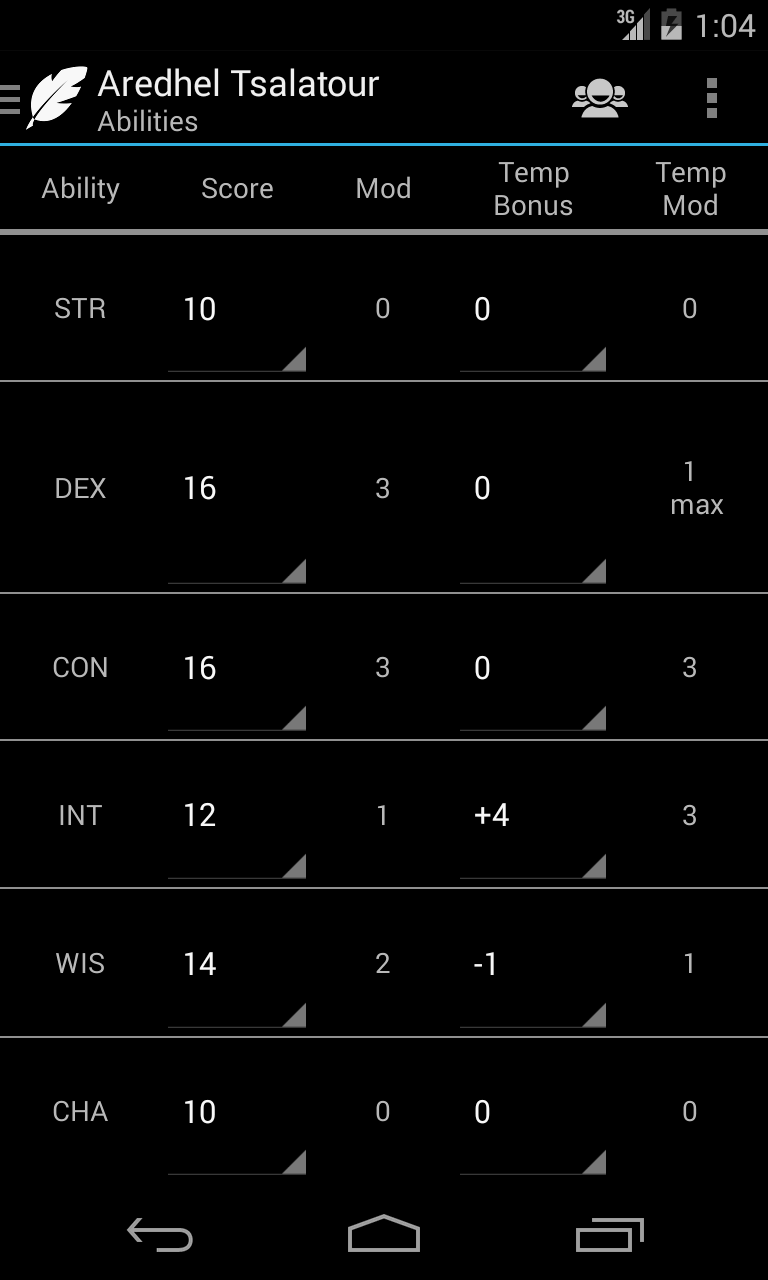 3G 1:04
Aredhel Tsalatour
Abilities
Ability Score Mod Temp Bonus Temp Mod
STR 10 0 0 0
DEX 16 3 0 1 max
CON 16 3 0 3
INT 12 1 +4 3
WIS 14 2 -1 1
CHA 10 0 0 0